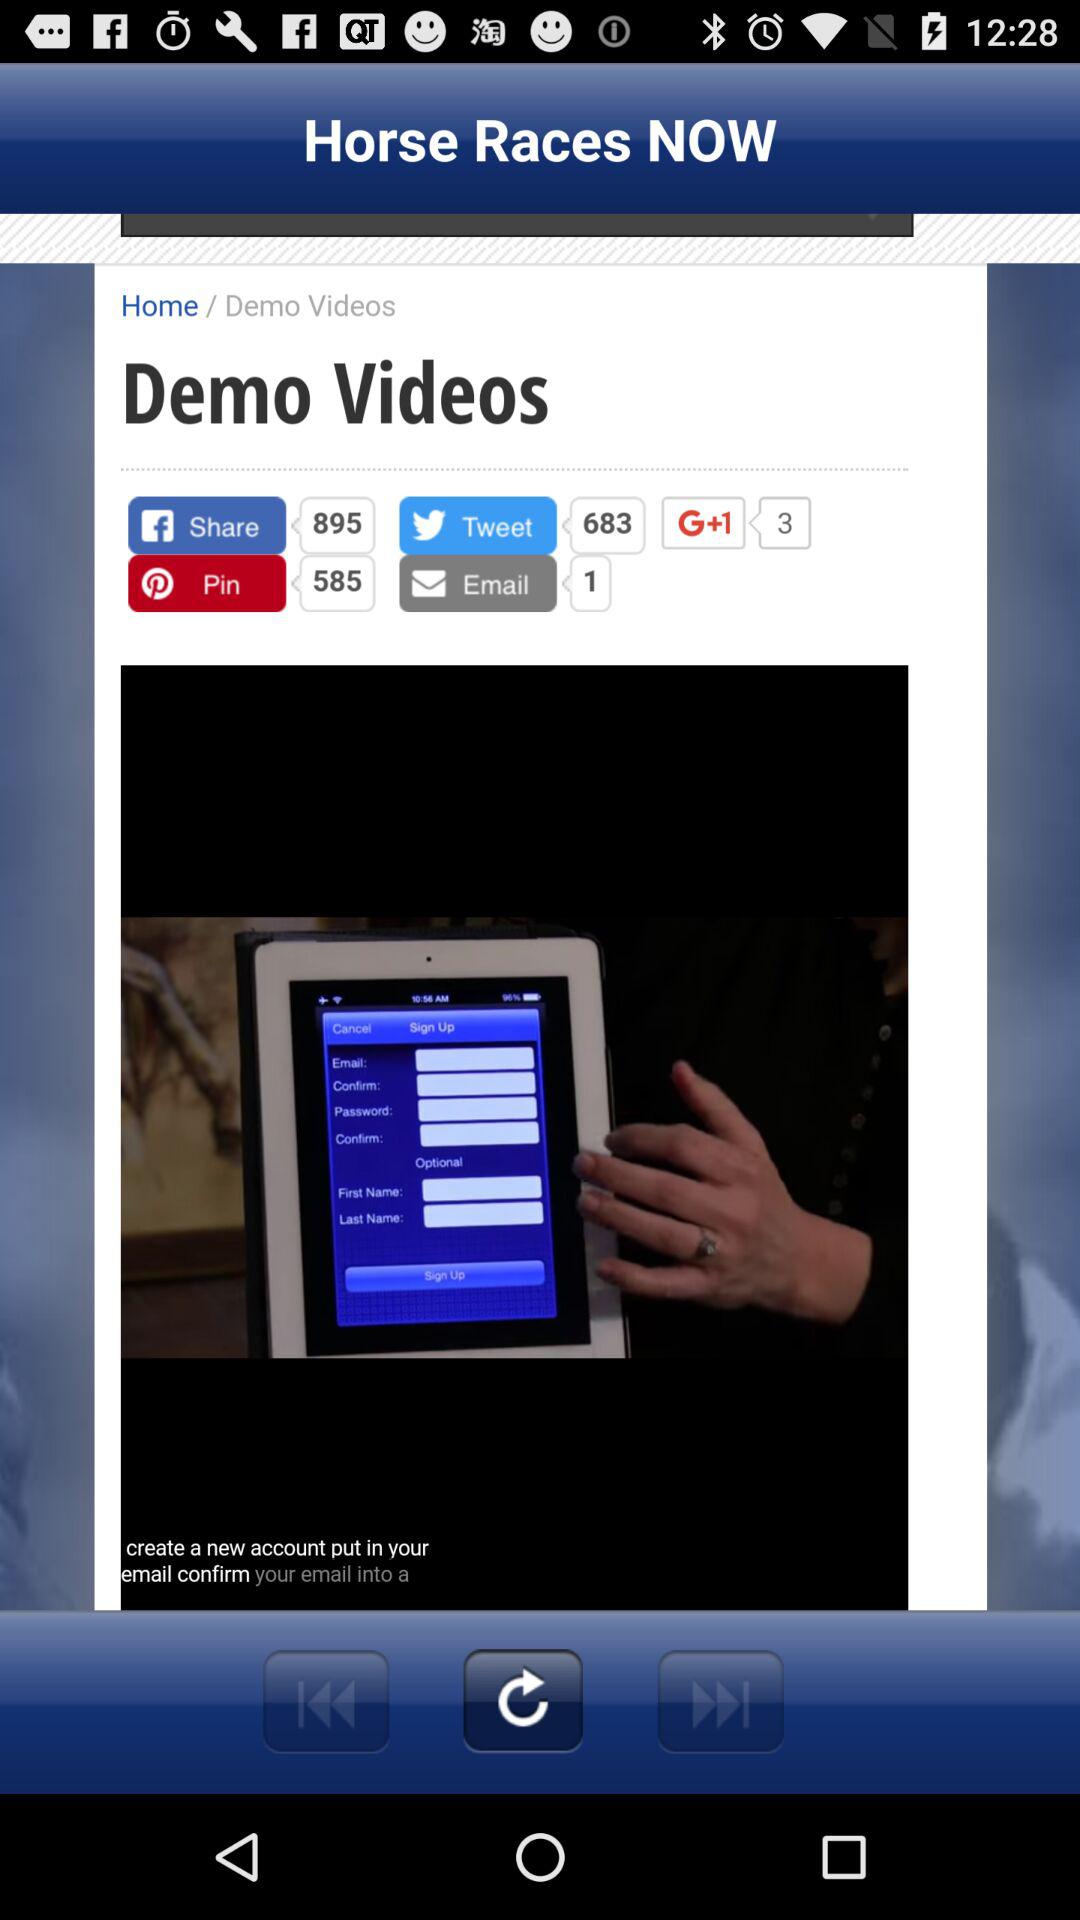 QT 淘 12:28
Horse Races NOW
Home / Demo Videos
Demo Videos
Share 895 Tweet 683 G+1 3
Pin 585 Email 1
10:56 AM 96%
Cancel Sign Up
Email:
Confirm:
Password:
Confirm:
Optional
First Name:
Last Name:
Sign Up
create a new account put in your
email confirm your email into a